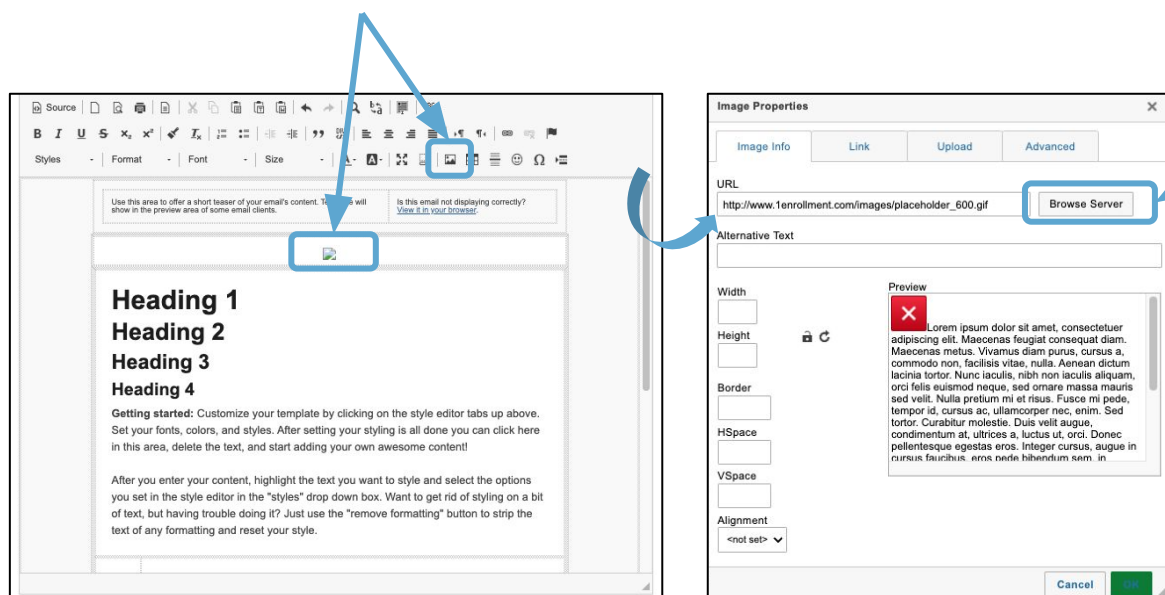 Source
B I U S x₂ x² Tx
Styles Format Font Size A A Ω
Use this area to offer a short teaser of your email's content. will
show in the preview area of some email clients.
Is this email not displaying correctly?
View it in your browser.
Heading 1
Heading 2
Heading 3
Heading 4
Getting started: Customize your template by clicking on the style editor tabs up above.
Set your fonts, colors, and styles. After setting your styling is all done you can click here
in this area, delete the text, and start adding your own awesome content!
After you enter your content, highlight the text you want to style and select the options
you set in the style editor in the "styles" drop down box. Want to get rid of styling on a bit
of text, but having trouble doing it? Just use the "remove formatting" button to strip the
text of any formatting and reset your style.
Image Properties
Image Info Link Upload Advanced
URL
http://www.1enrollment.com/images/placeholder_600.gif Browse Server
Alternative Text
Width
Height
Border
HSpace
VSpace
Alignment
<not set>
Preview
Lorem ipsum dolor sit amet, consectetuer
adipiscing elit. Maecenas feugiat consequat diam.
Maecenas metus. Vivamus diam purus, cursus a,
commodo non, facilisis vitae, nulla. Aenean dictum
lacinia tortor. Nunc iaculis, nibh non iaculis aliquam,
orci felis euismod neque, sed ornare massa mauris
sed velit. Nulla pretium mi et risus. Fusce mi pede,
tempor id, cursus ac, ullamcorper nec, enim. Sed
tortor. Curabitur molestie. Duis velit augue,
condimentum at, ultrices a, luctus ut, orci. Donec
pellentesque egestas eros. Integer cursus, augue in
cursus faucibus, eros pede bibendum sem, in
Cancel OK